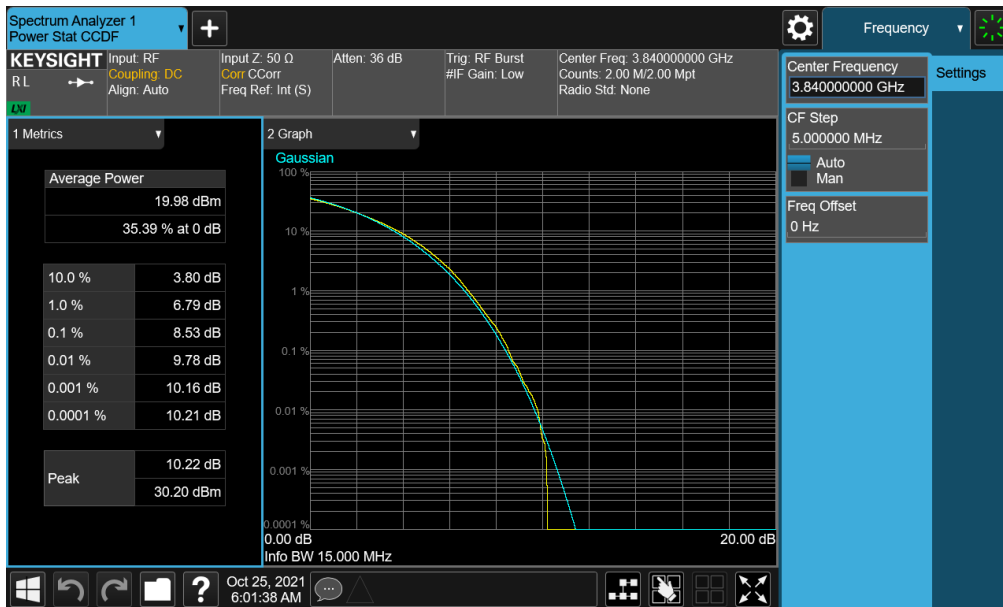 Spectrum Analyzer 1
Power Stat CCDF
+
Frequency
KEYSIGHT
R L
LXI
Input: RF
Coupling: DC
Align: Auto
Input Z: 50 Ω
Corr CCorr
Freq Ref: Int (S)
Atten: 36 dB
Trig: RF Burst
#IF Gain: Low
Center Freq: 3.840000000 GHz
Counts: 2.00 M/2.00 Mpt
Radio Std: None
Center Frequency
3.840000000 GHz
Settings
CF Step
5.000000 MHz
Auto
Man
Freq Offset
0 Hz
1 Metrics
Average Power
19.98 dBm
35.39 % at 0 dB
10.0 % 3.80 dB
1.0 % 6.79 dB
0.1 % 8.53 dB
0.01 % 9.78 dB
0.001 % 10.16 dB
0.0001 % 10.21 dB
Peak
10.22 dB
30.20 dBm
2 Graph
Gaussian
100 %
10 %
1 %
0.1 %
0.01 %
0.001 %
0.0001 %
0.00 dB 20.00 dB
Info BW 15.000 MHz
?
Oct 25, 2021
6:01:38 AM